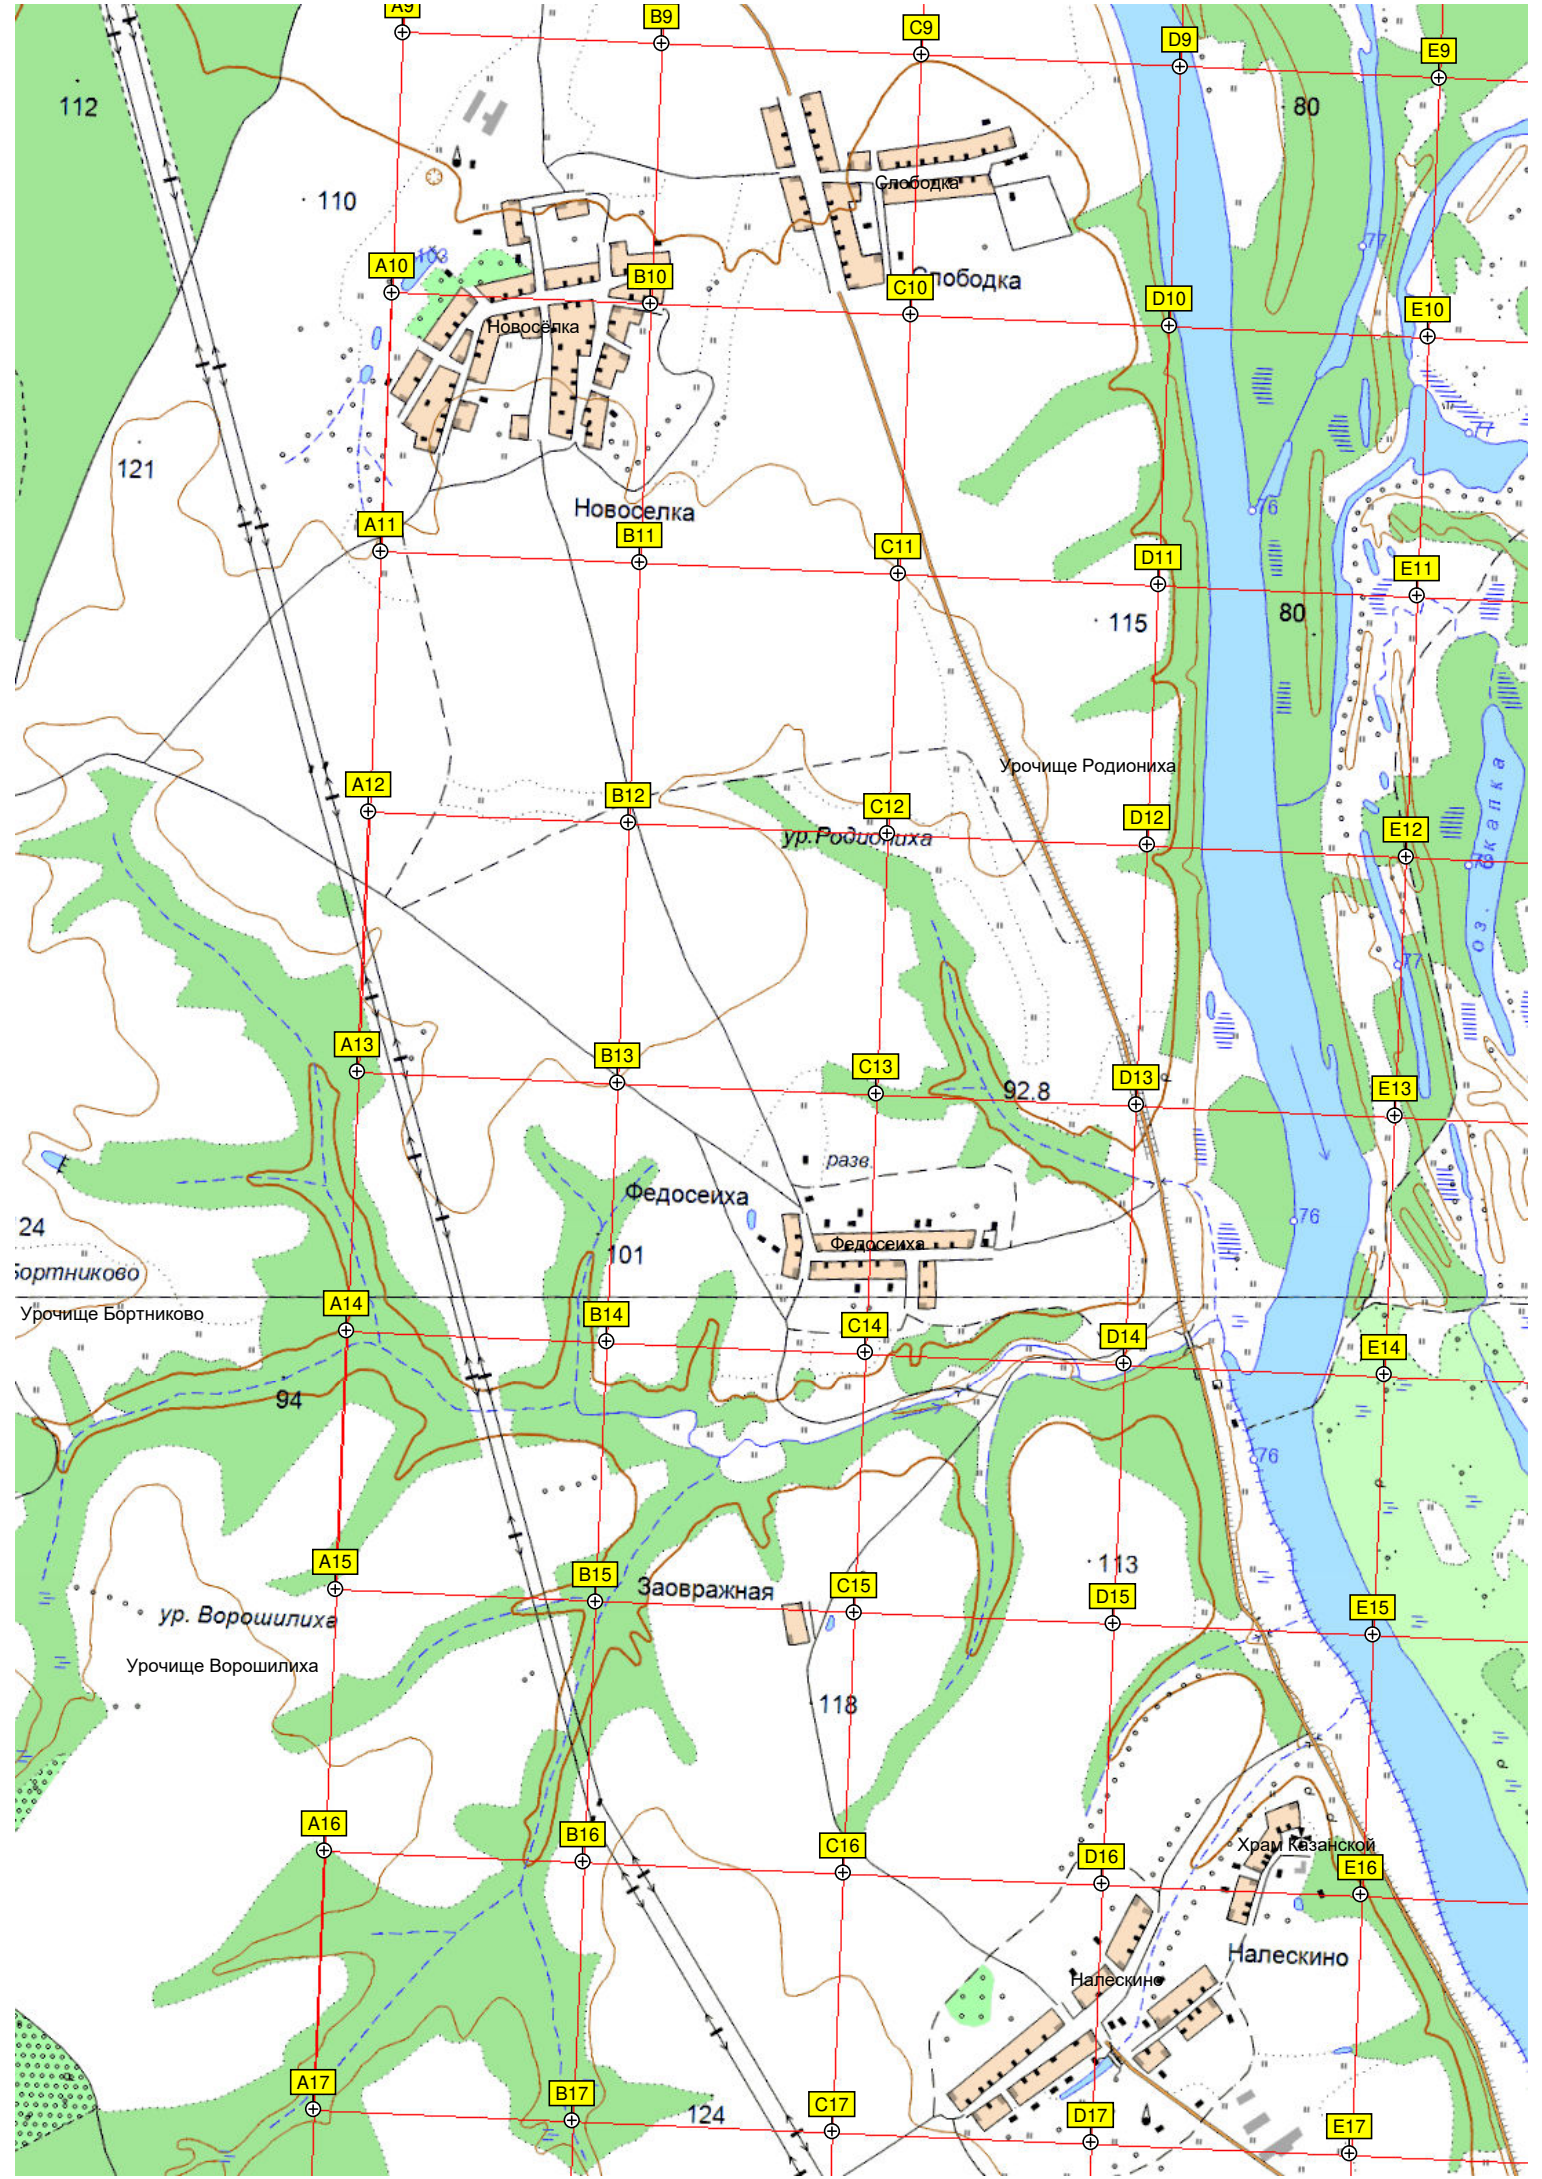 A9
B9
C9
D9
E9
112
80
110
Слободка
77
103
A10
B10
C10
Слободка
D10
E10
Новосёлка
77
121
76
Новоселка
A11
B11
C11
D11
E11
115
80
Урочище Родиониха
A12
B12
C12
D12
E12
ур.Родиониха
77
A13
B13
C13
D13
E13
92.8
разв.
Федосеиха
76
24
101
Федосеиха
Бортниково
Урочище Бортниково
A14
B14
C14
D14
E14
94
76
A15
B15
Заовражная
C15
113
D15
E15
ур. Ворошилиха
Урочище Ворошилиха
118
A16
B16
C16
D16
Храм Казанской
E16
Налескино
Налескино
A17
B17
124
C17
D17
E17